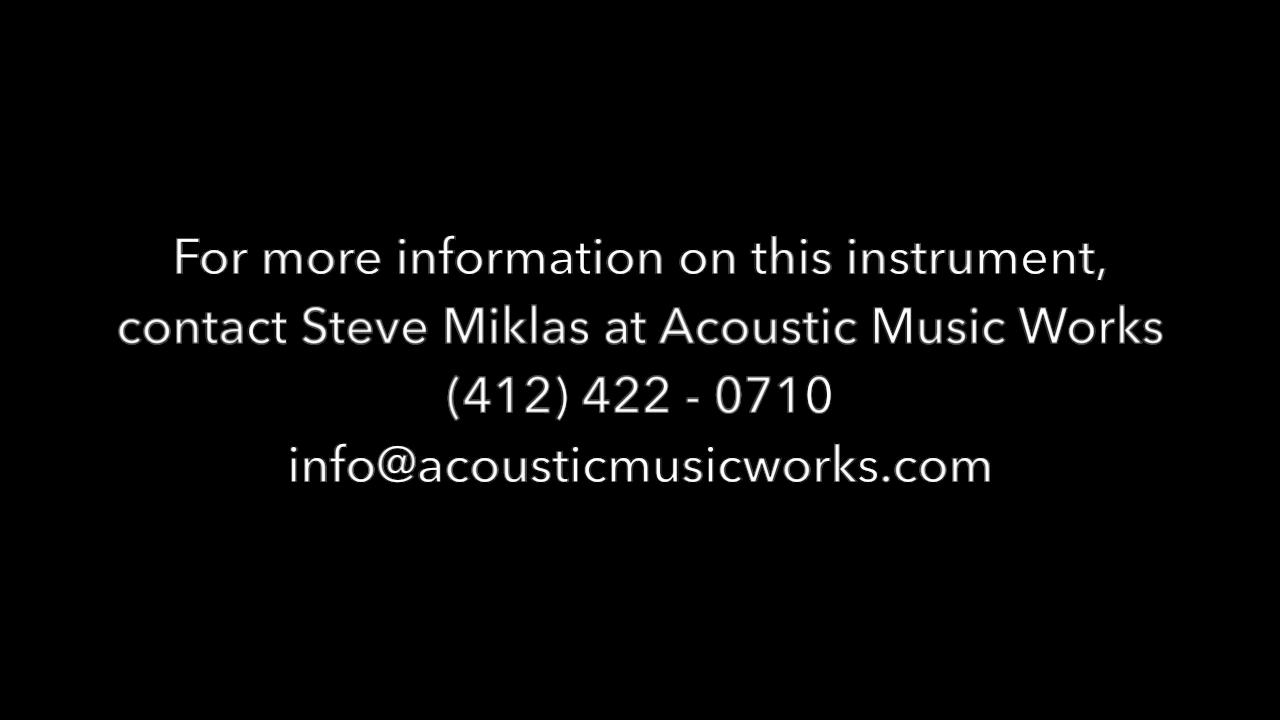 For more information on this instrument,
contact Steve Miklas at Acoustic Music Works
(412) 422 - 0710
info@acousticmusicworks.com